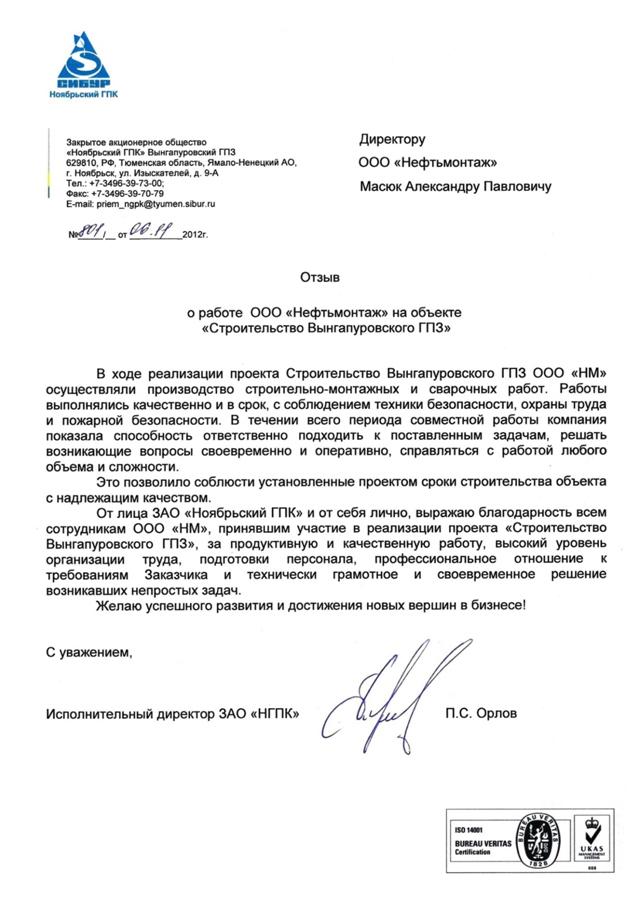 СИБУР
Ноябрьский ГПК
Закрытое акционерное общество
«Ноябрьский ГПК» Вынгапуровский ГПЗ
629810, РФ, Тюменская область, Ямало-Ненецкий АО,
г. Ноябрьск, ул. Изыскателей, д. 9-А
Тел.: +7-3496-39-73-00;
Факс: +7-3496-39-70-79
E-mail: priem_ngpk@tyumen.sibur.ru
№ 801/ от 06.11 2012г.
Директору
ООО «Нефтьмонтаж»
Масюк Александру Павловичу
Отзыв
о работе ООО «Нефтьмонтаж» на объекте
«Строительство Вынгапуровского ГПЗ»
В ходе реализации проекта Строительство Вынгапуровского ГПЗ ООО «НМ»
осуществляли производство строительно-монтажных и сварочных работ. Работы
выполнялись качественно и в срок, с соблюдением техники безопасности, охраны труда
и пожарной безопасности. В течении всего периода совместной работы компания
показала способность ответственно подходить к поставленным задачам, решать
возникающие вопросы своевременно и оперативно, справляться с работой любого
объема и сложности.
Это позволило соблюсти установленные проектом сроки строительства объекта
с надлежащим качеством.
От лица ЗАО «Ноябрьский ГПК» и от себя лично, выражаю благодарность всем
сотрудникам ООО «НМ», принявшим участие в реализации проекта «Строительство
Вынгапуровского ГПЗ», за продуктивную и качественную работу, высокий уровень
организации труда, подготовки персонала, профессиональное отношение к
требованиям Заказчика и технически грамотное и своевременное решение
возникавших непростых задач.
Желаю успешного развития и достижения новых вершин в бизнесе!
С уважением,
Исполнительный директор ЗАО «НГПК»
П.С. Орлов
ISO 14001
BUREAU VERITAS
Certification
BUREAU VERITAS
1828
UKAS
MANAGEMENT
SYSTEMS
008